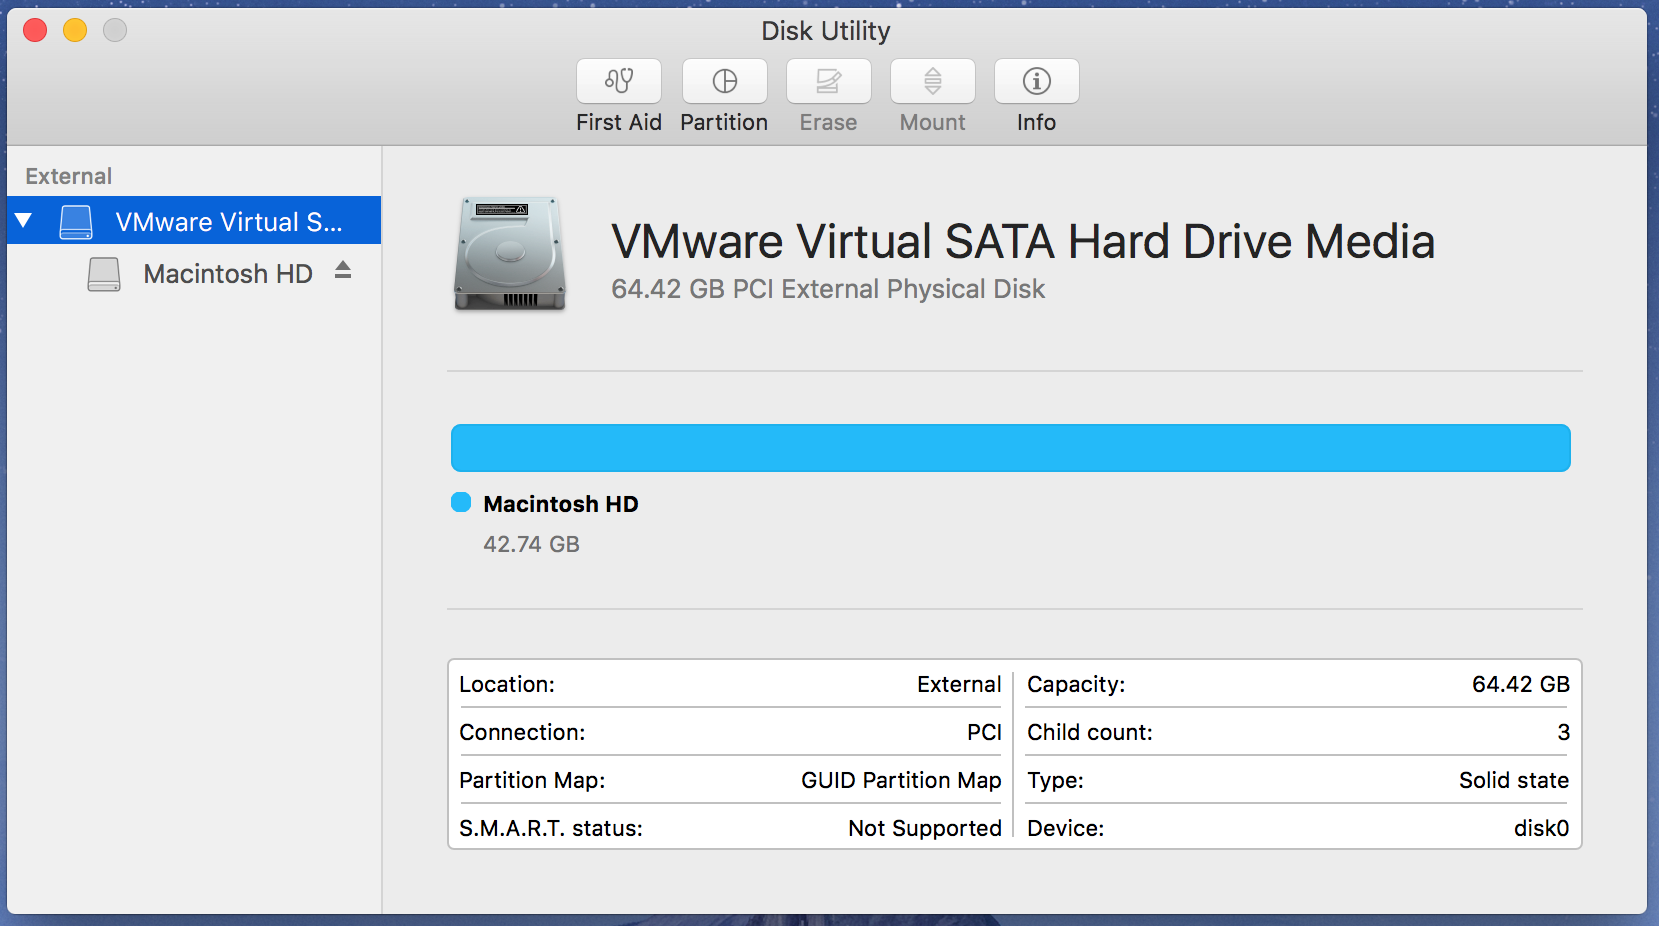 Disk Utility
First Aid
Partition
Erase
Mount
Info
External
VMware Virtual S...
Macintosh HD
VMware Virtual SATA Hard Drive Media
64.42 GB PCI External Physical Disk
Macintosh HD
42.74 GB
Location: External
Capacity: 64.42 GB
Connection: PCI
Child count: 3
Partition Map: GUID Partition Map
Type: Solid state
S.M.A.R.T. status: Not Supported
Device: disk0